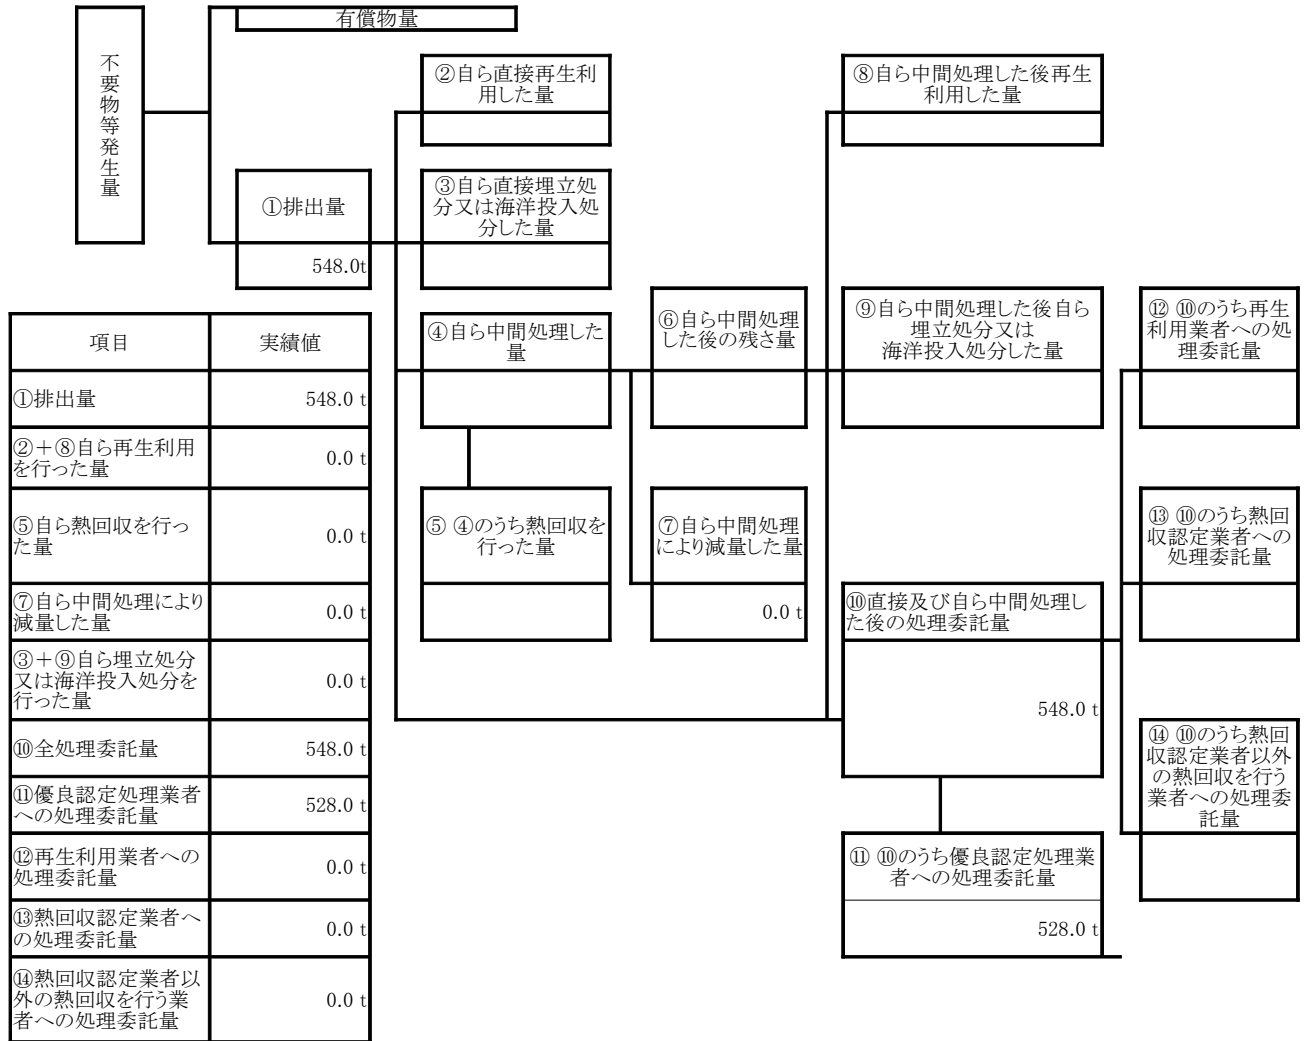 有償物量
不要物等発生量
②自ら直接再生利
用した量
⑧自ら中間処理した後再生
利用した量
①排出量
548.0t
③自ら直接埋立処
分又は海洋投入処
分した量
④自ら中間処理した
量
⑥自ら中間処理
した後の残さ量
⑨自ら中間処理した後自ら
埋立処分又は
海洋投入処分した量
⑫ ⑩のうち再生
利用業者への処
理委託量
⑤ ④のうち熱回収を
行った量
⑦自ら中間処理
により減量した量
0.0 t
⑬ ⑩のうち熱回
収認定業者への
処理委託量
⑩直接及び自ら中間処理し
た後の処理委託量
548.0 t
⑭ ⑩のうち熱回
収認定業者以外
の熱回収を行う
業者への処理委
託量
⑪ ⑩のうち優良認定処理業
者への処理委託量
528.0 t
項目 実績値
①排出量 548.0 t
②＋⑧自ら再生利用
を行った量 0.0 t
⑤自ら熱回収を行っ
た量 0.0 t
⑦自ら中間処理により
減量した量 0.0 t
③＋⑨自ら埋立処分
又は海洋投入処分を
行った量 0.0 t
⑩全処理委託量 548.0 t
⑪優良認定処理業者
への処理委託量 528.0 t
⑫再生利用業者への
処理委託量 0.0 t
⑬熱回収認定業者へ
の処理委託量 0.0 t
⑭熱回収認定業者以
外の熱回収を行う業
者への処理委託量 0.0 t